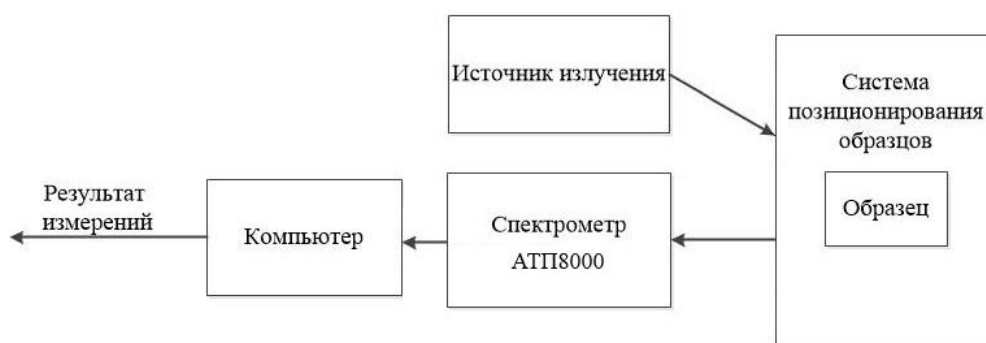 Источник излучения
Система
позиционирования
образцов
Образец
Результат
измерений
Компьютер
Спектрометр
АТП8000